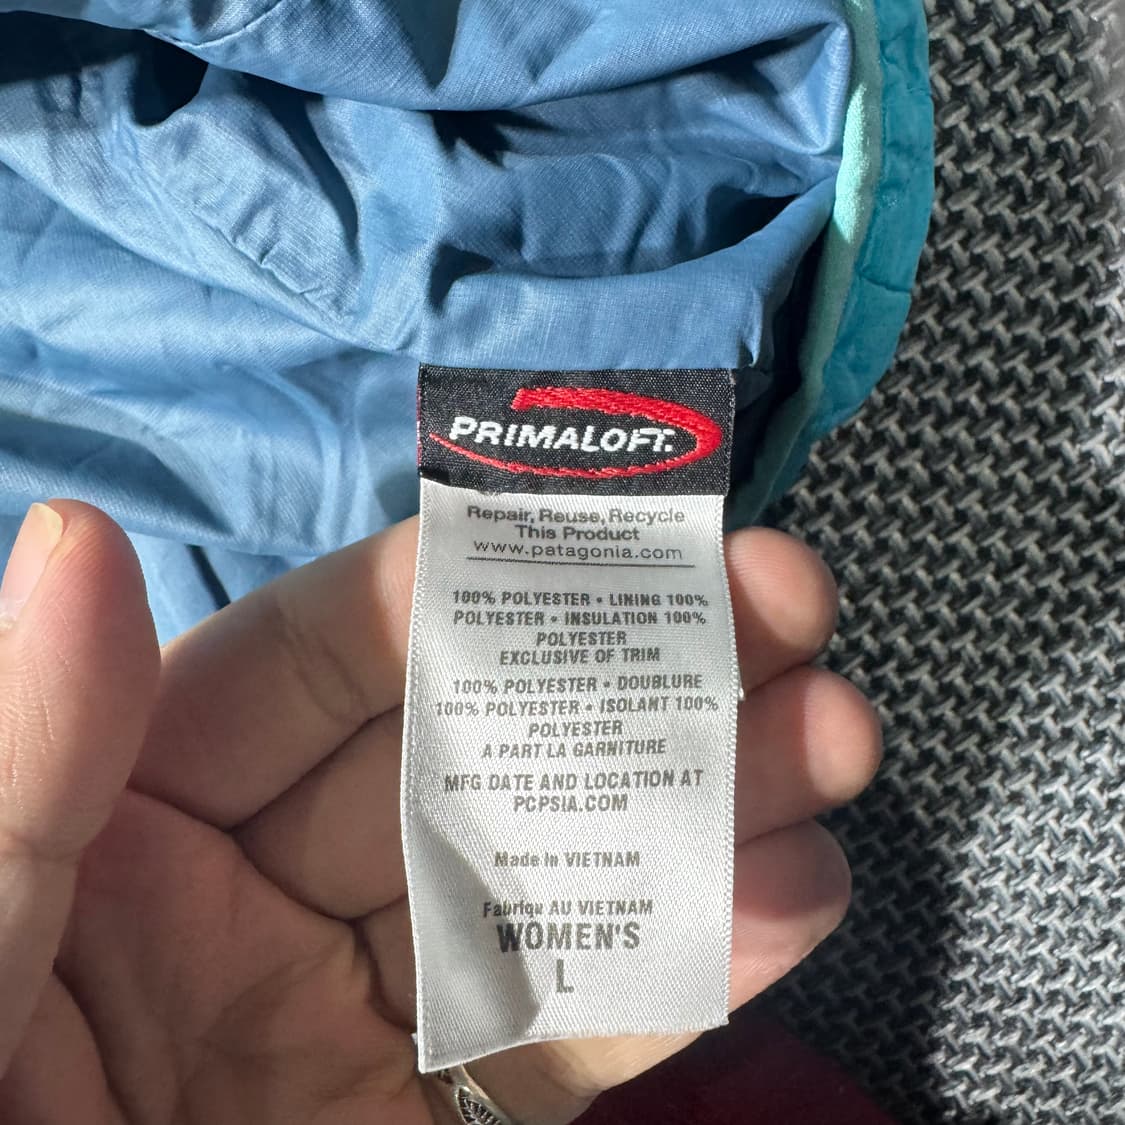 PRIMALOFT.
Repair, Reuse, Recycle
This Product
www.patagonia.com
100% POLYESTER • LINING 100%
POLYESTER • INSULATION 100%
POLYESTER
EXCLUSIVE OF TRIM
100% POLYESTER • DOUBLURE
100% POLYESTER • ISOLANT 100%
POLYESTER
A PART LA GARNITURE
MFG DATE AND LOCATION AT
PCPSIA.COM
Made in VIETNAM
Fabriqu AU VIETNAM
WOMEN'S
L